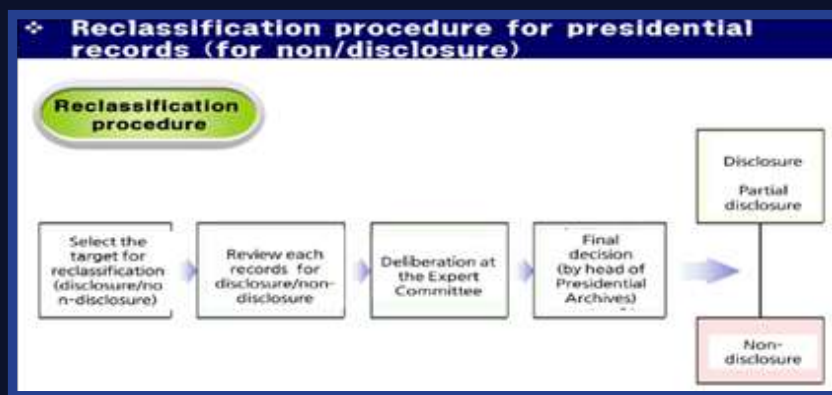 ❖ Reclassification procedure for presidential
records (for non/disclosure)
Reclassification
procedure
Select the
target for
reclassification
(disclosure/no
n-disclosure)
Review each
records for
disclosure/non-
disclosure
Deliberation at
the Expert
Committee
Final
decision
(by head of
Presidential
Archives)
Disclosure
Partial
disclosure
Non-
disclosure